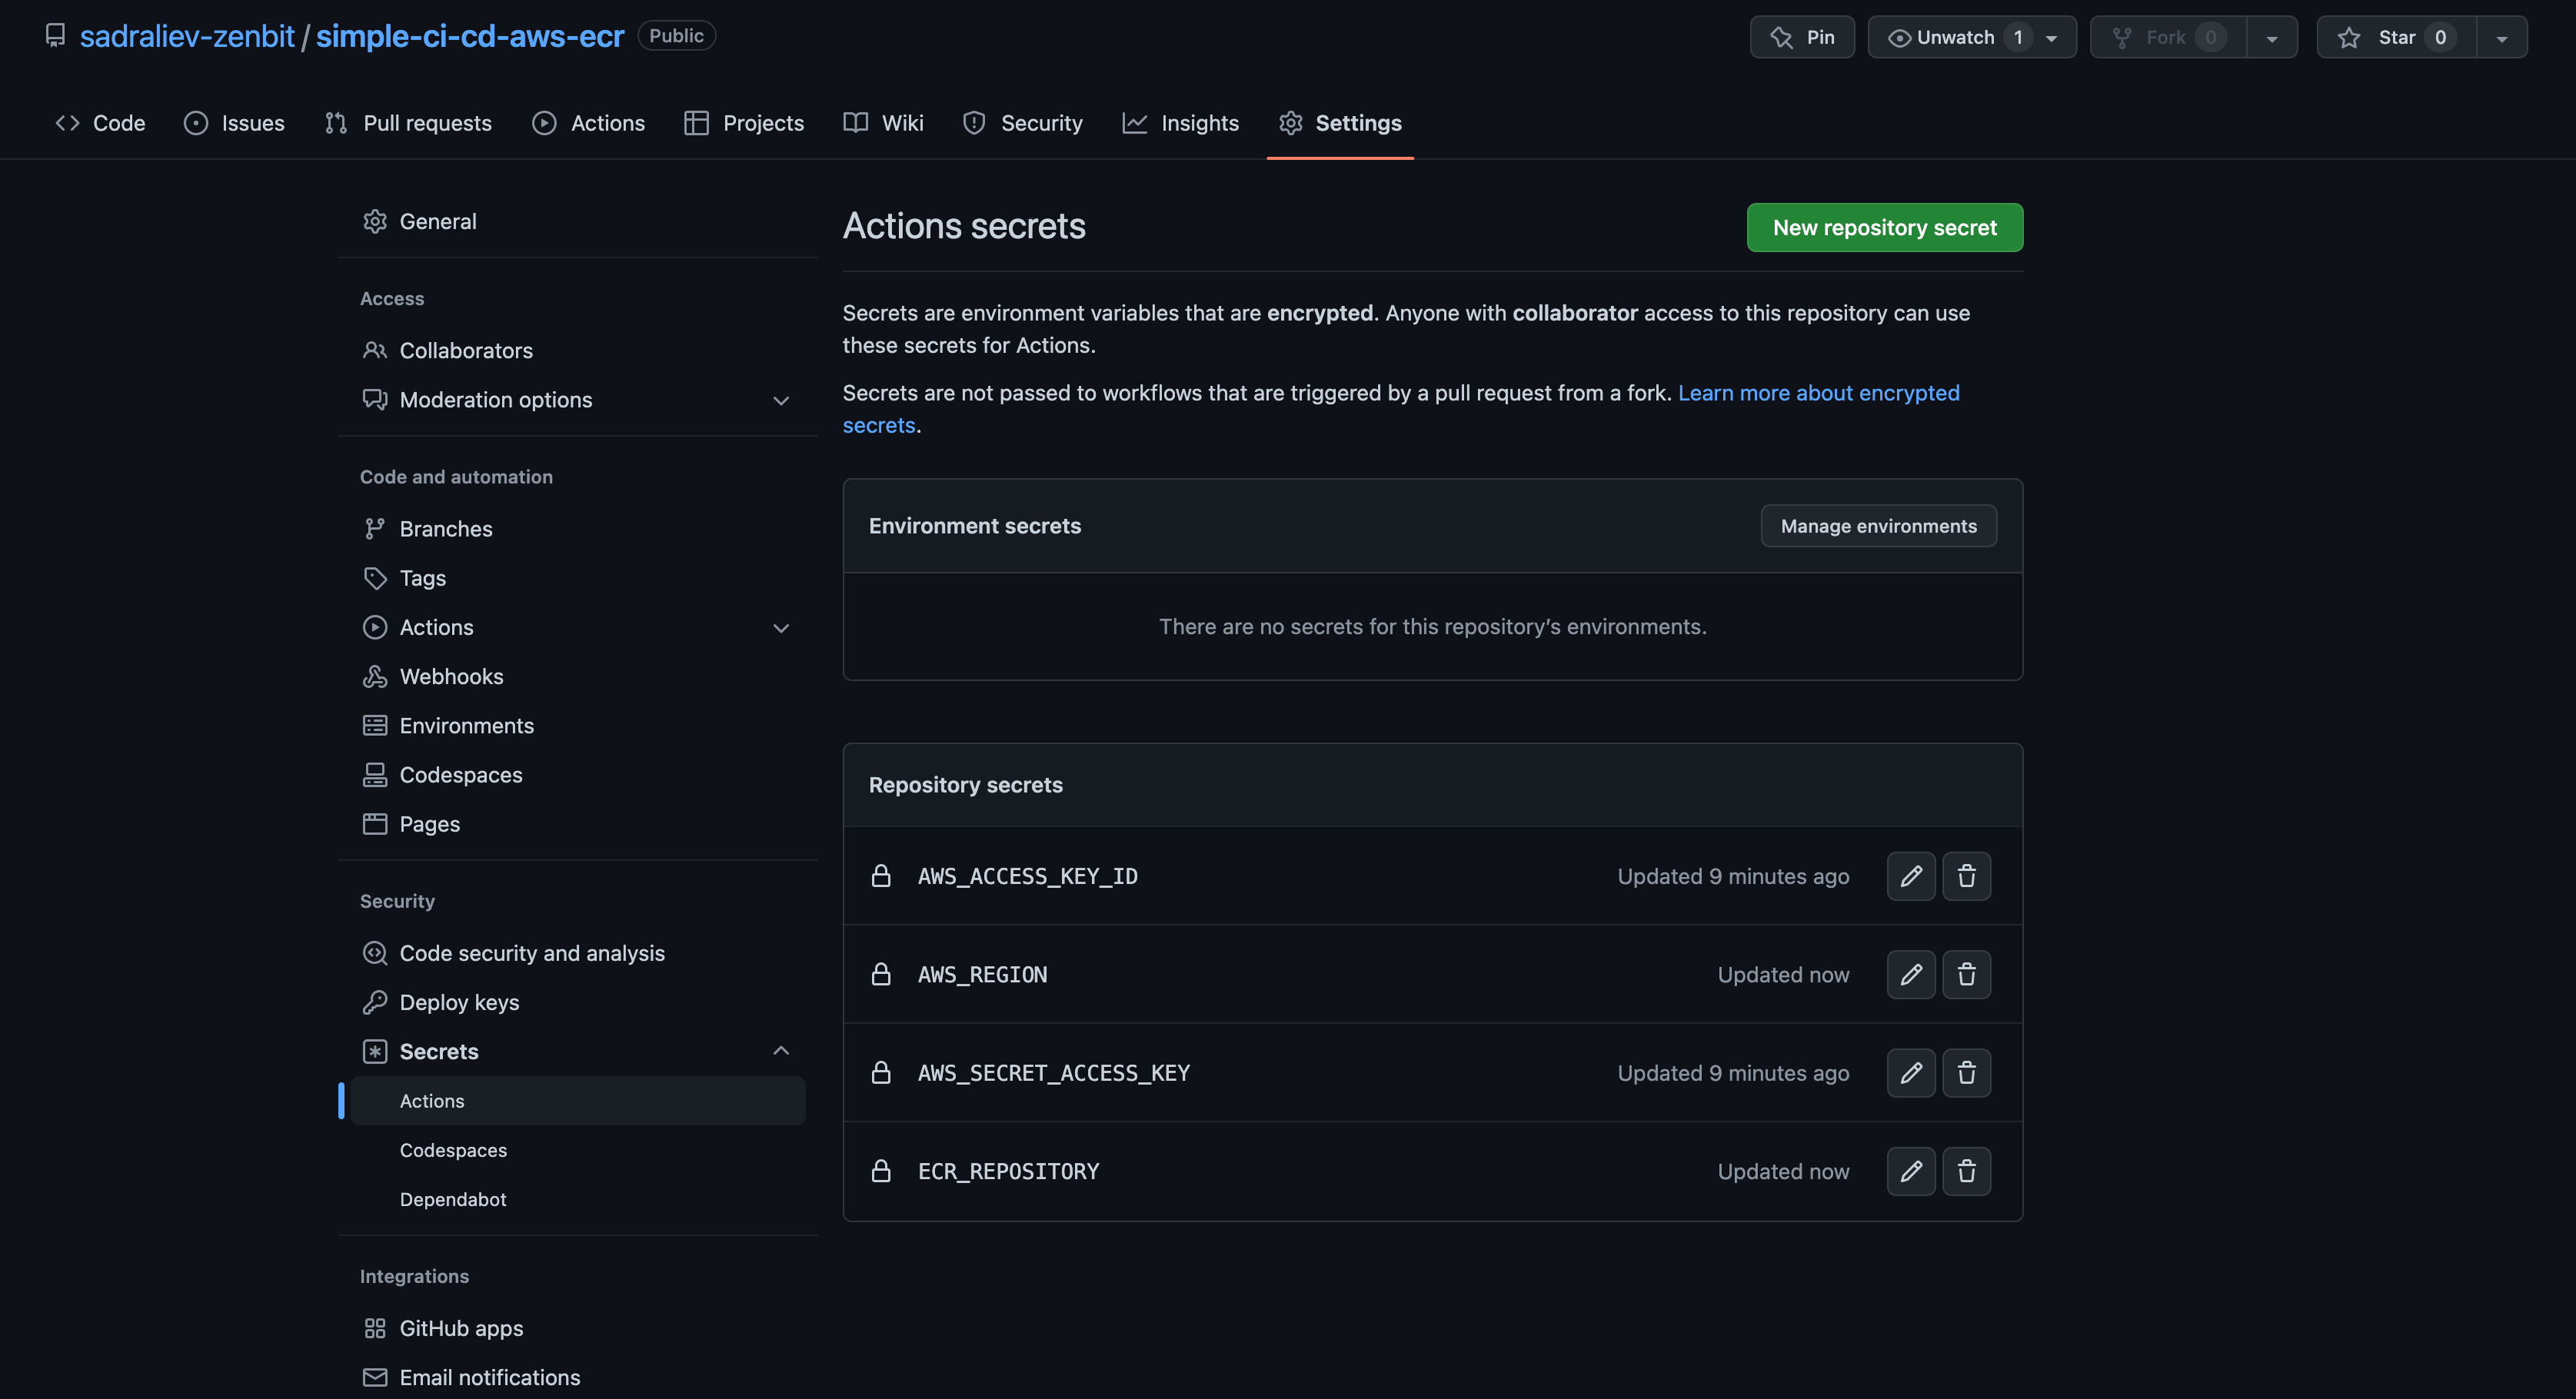 sadraliev-zenbit / simple-ci-cd-aws-ecr Public
Pin Unwatch 1 Fork 0 Star 0
Code Issues Pull requests Actions Projects Wiki Security Insights Settings
General
Access
Collaborators
Moderation options
Code and automation
Branches
Tags
Actions
Webhooks
Environments
Codespaces
Pages
Security
Code security and analysis
Deploy keys
Secrets
Actions
Codespaces
Dependabot
Integrations
GitHub apps
Email notifications
Actions secrets
New repository secret
Secrets are environment variables that are encrypted. Anyone with collaborator access to this repository can use
these secrets for Actions.
Secrets are not passed to workflows that are triggered by a pull request from a fork. Learn more about encrypted
secrets.
Environment secrets
Manage environments
There are no secrets for this repository’s environments.
Repository secrets
AWS_ACCESS_KEY_ID Updated 9 minutes ago
AWS_REGION Updated now
AWS_SECRET_ACCESS_KEY Updated 9 minutes ago
ECR_REPOSITORY Updated now